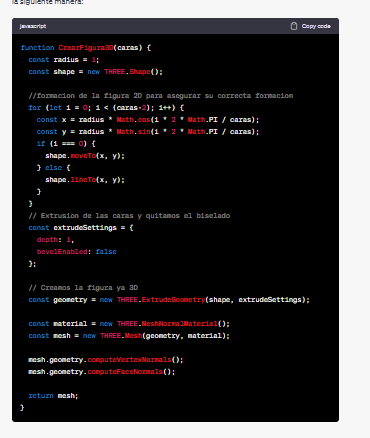 la siguiente manera:
javascript
Copy code
function CrearFigura3D(caras) {
const radius = 1;
const shape = new THREE.Shape();
//formacion de la figura 2D para asegurar su correcta formacion
for (let i = 0; i < (caras-2); i++) {
const x = radius * Math.cos(i * 2 * Math.PI / caras);
const y = radius * Math.sin(i * 2 * Math.PI / caras);
if (i === 0) {
shape.moveTo(x, y);
} else {
shape.lineTo(x, y);
}
}
// Extrusion de las caras y quitamos el biselado
const extrudeSettings = {
depth: 1,
bevelEnabled: false
};
// Creamos la figura ya 3D
const geometry = new THREE.ExtrudeGeometry(shape, extrudeSettings);
const material = new THREE.MeshNormalMaterial();
const mesh = new THREE.Mesh(geometry, material);
mesh.geometry.computeVertexNormals();
mesh.geometry.computeFaceNormals();
return mesh;
}